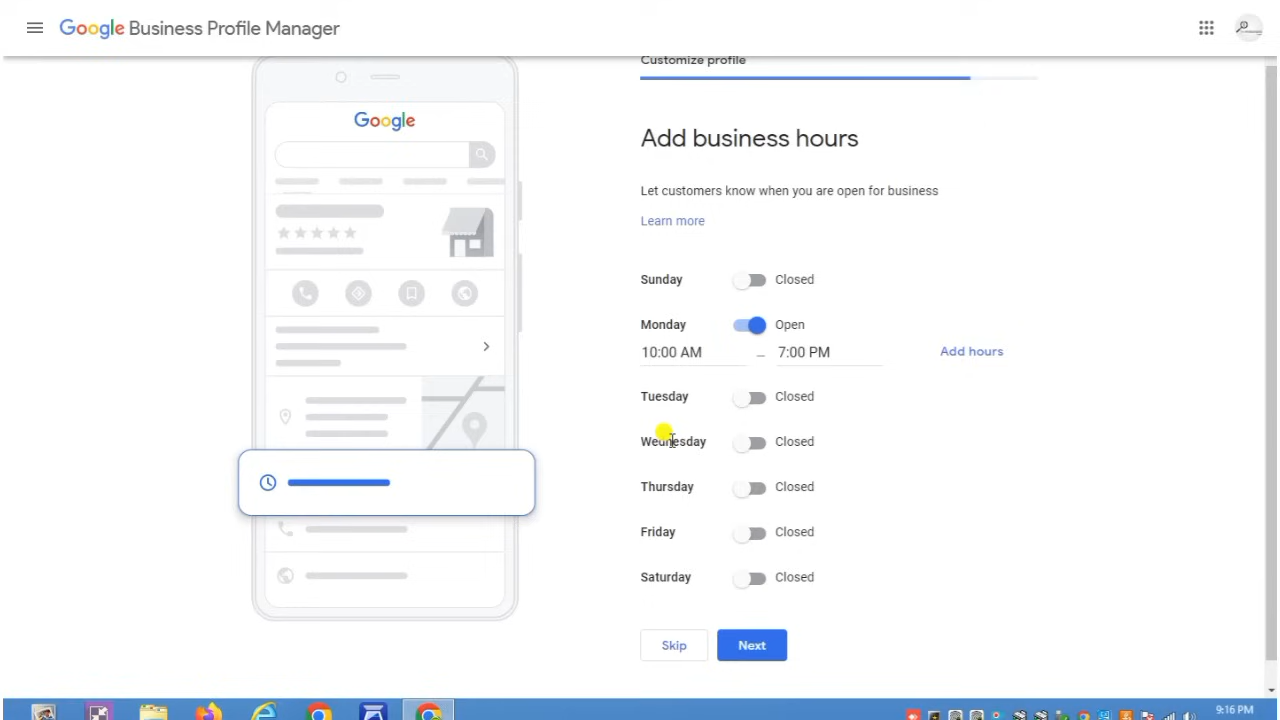 Google Business Profile Manager
Customize profile
Google
Add business hours
Let customers know when you are open for business
Learn more
Sunday Closed
Monday Open
10:00 AM – 7:00 PM Add hours
Tuesday Closed
Wednesday Closed
Thursday Closed
Friday Closed
Saturday Closed
Skip Next
9:16 PM